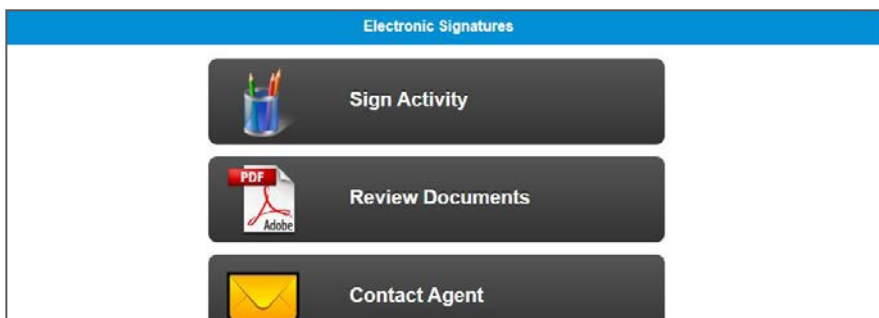 Electronic Signatures
Sign Activity
PDF
Adobe
Review Documents
Contact Agent